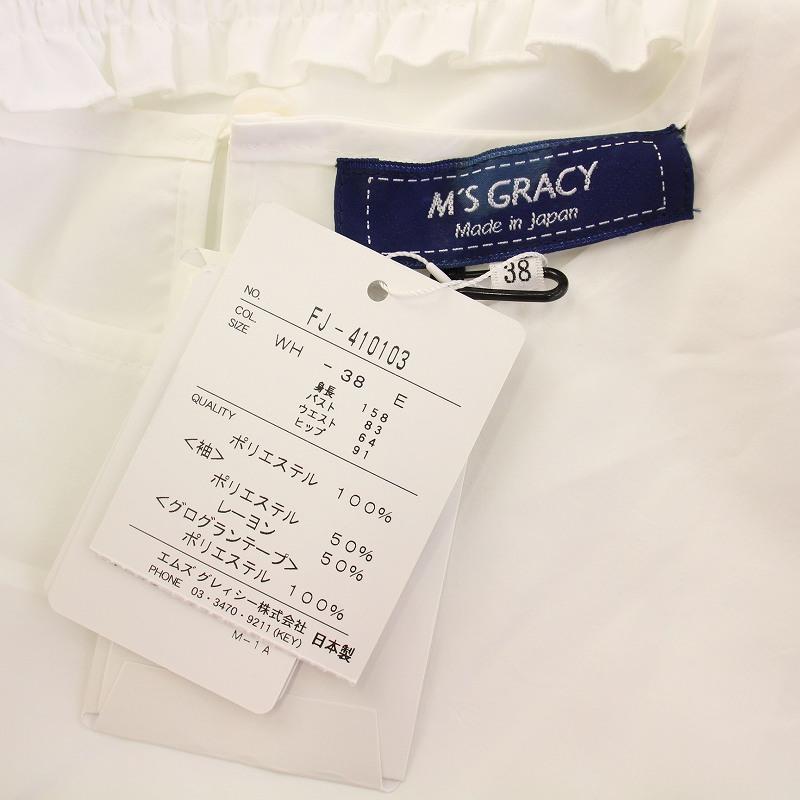 M'S GRACY
Made in Japan
38
NO. FJ-410103
COL. WH
SIZE -38 E
身長 158
バスト 83
ウエスト 64
ヒップ 91
QUALITY
ポリエステル 100%
<袖>
ポリエステル 50%
レーヨン 50%
<グログランテープ>
ポリエステル 100%
エムズ グレィシー株式会社
PHONE 03・3470・9211(KEY) 日本製
M-1A